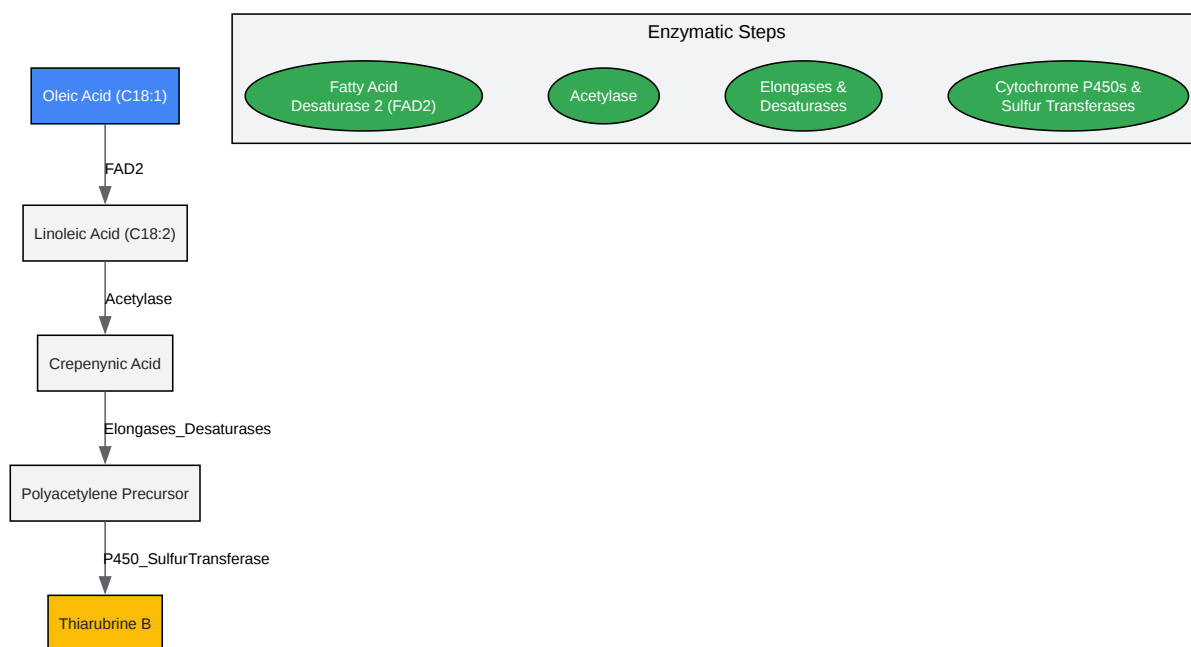 Enzymatic Steps
Fatty Acid
Desaturase 2 (FAD2)
Acetylase
Elongases &
Desaturases
Cytochrome P450s &
Sulfur Transferases
Oleic Acid (C18:1)
FAD2
Linoleic Acid (C18:2)
Acetylase
Crepenynic Acid
Elongases_Desaturases
Polyacetylene Precursor
P450_SulfurTransferase
Thiarubrine B